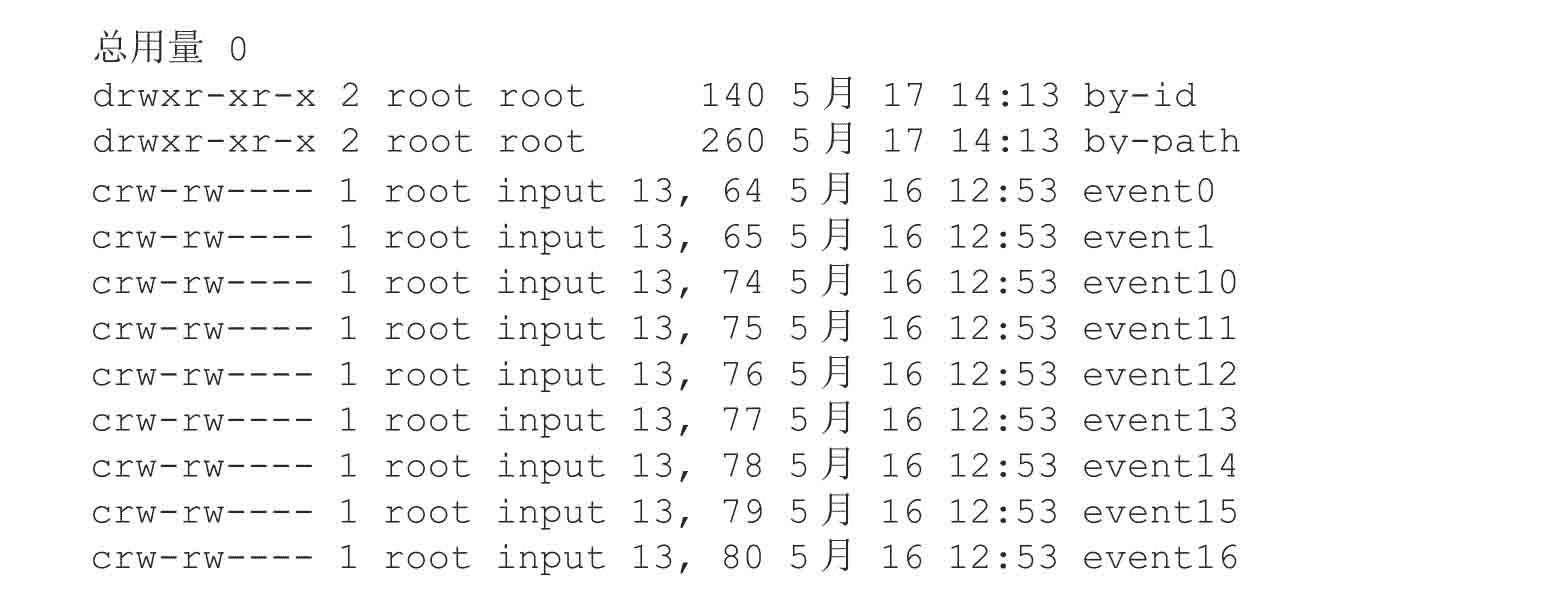 总用量 0
drwxr-xr-x 2 root root 140 5月 17 14:13 by-id
drwxr-xr-x 2 root root 260 5月 17 14:13 by-path
crw-rw---- 1 root input 13, 64 5月 16 12:53 event0
crw-rw---- 1 root input 13, 65 5月 16 12:53 event1
crw-rw---- 1 root input 13, 74 5月 16 12:53 event10
crw-rw---- 1 root input 13, 75 5月 16 12:53 event11
crw-rw---- 1 root input 13, 76 5月 16 12:53 event12
crw-rw---- 1 root input 13, 77 5月 16 12:53 event13
crw-rw---- 1 root input 13, 78 5月 16 12:53 event14
crw-rw---- 1 root input 13, 79 5月 16 12:53 event15
crw-rw---- 1 root input 13, 80 5月 16 12:53 event16